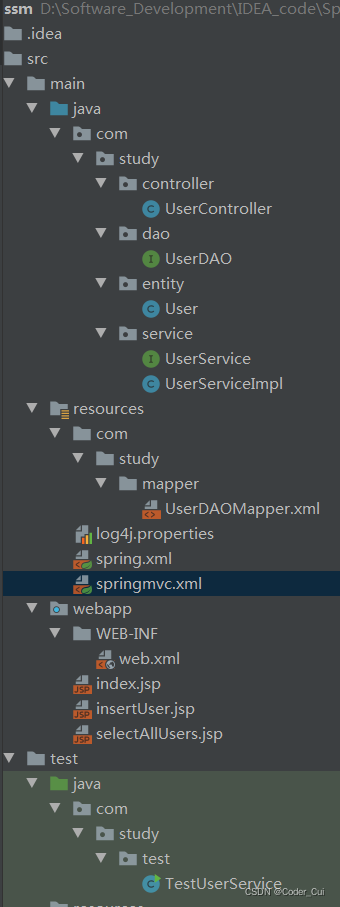 ssm D:\Software_Development\IDEA_code\Sp
.idea
src
main
java
com
study
controller
UserController
dao
UserDAO
entity
User
service
UserService
UserServiceImpl
resources
com
study
mapper
UserDAOMapper.xml
log4j.properties
spring.xml
springmvc.xml
webapp
WEB-INF
web.xml
index.jsp
insertUser.jsp
selectAllUsers.jsp
test
java
com
study
test
TestUserService
CSDN @Coder_Cui
resources